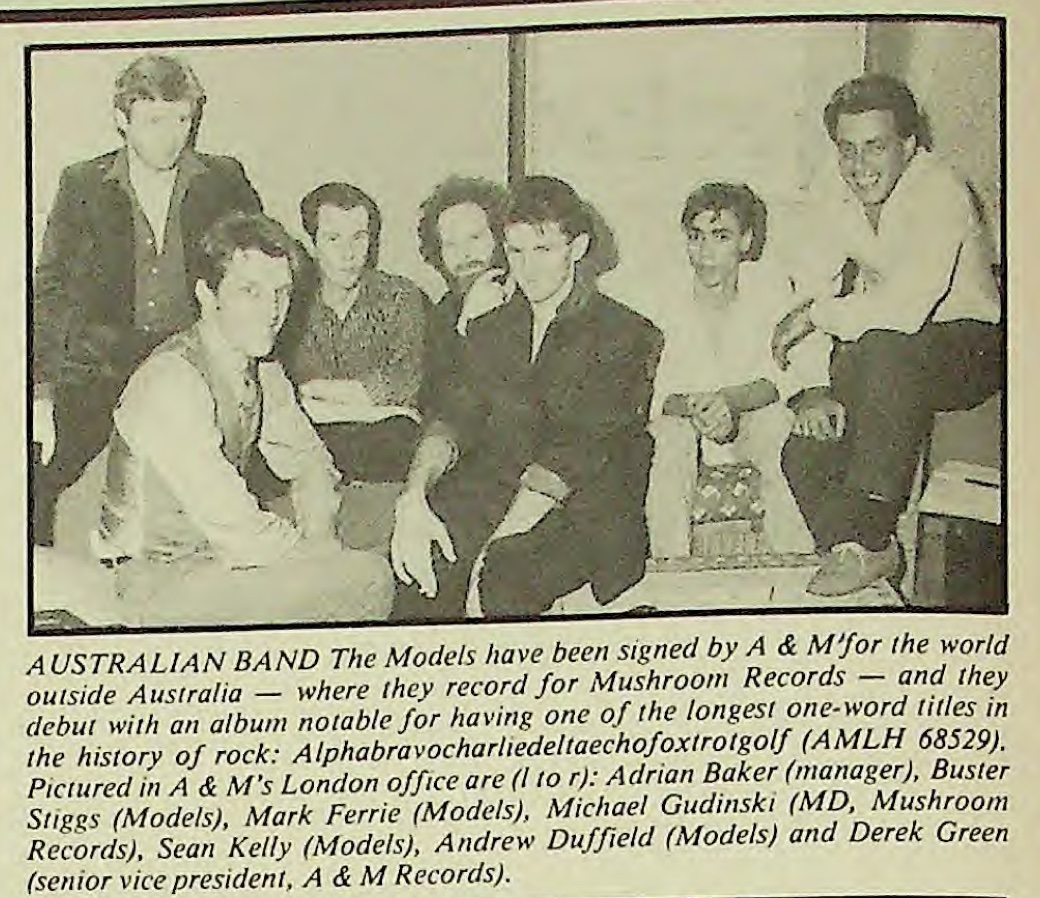 AUSTRALIAN BAND The Models have been signed by A & M'for the world
outside Australia — where they record for Mushroom Records — and they
debut with an album notable for having one of the longest one-word titles in
the history of rock: Alphabravocharliedeltaechofoxtrotgolf (AMLH 68529).
Pictured in A & M's London office are (l to r): Adrian Baker (manager), Buster
Stiggs (Models), Mark Ferrie (Models), Michael Gudinski (MD, Mushroom
Records), Sean Kelly (Models), Andrew Duffield (Models) and Derek Green
(senior vice president, A & M Records).